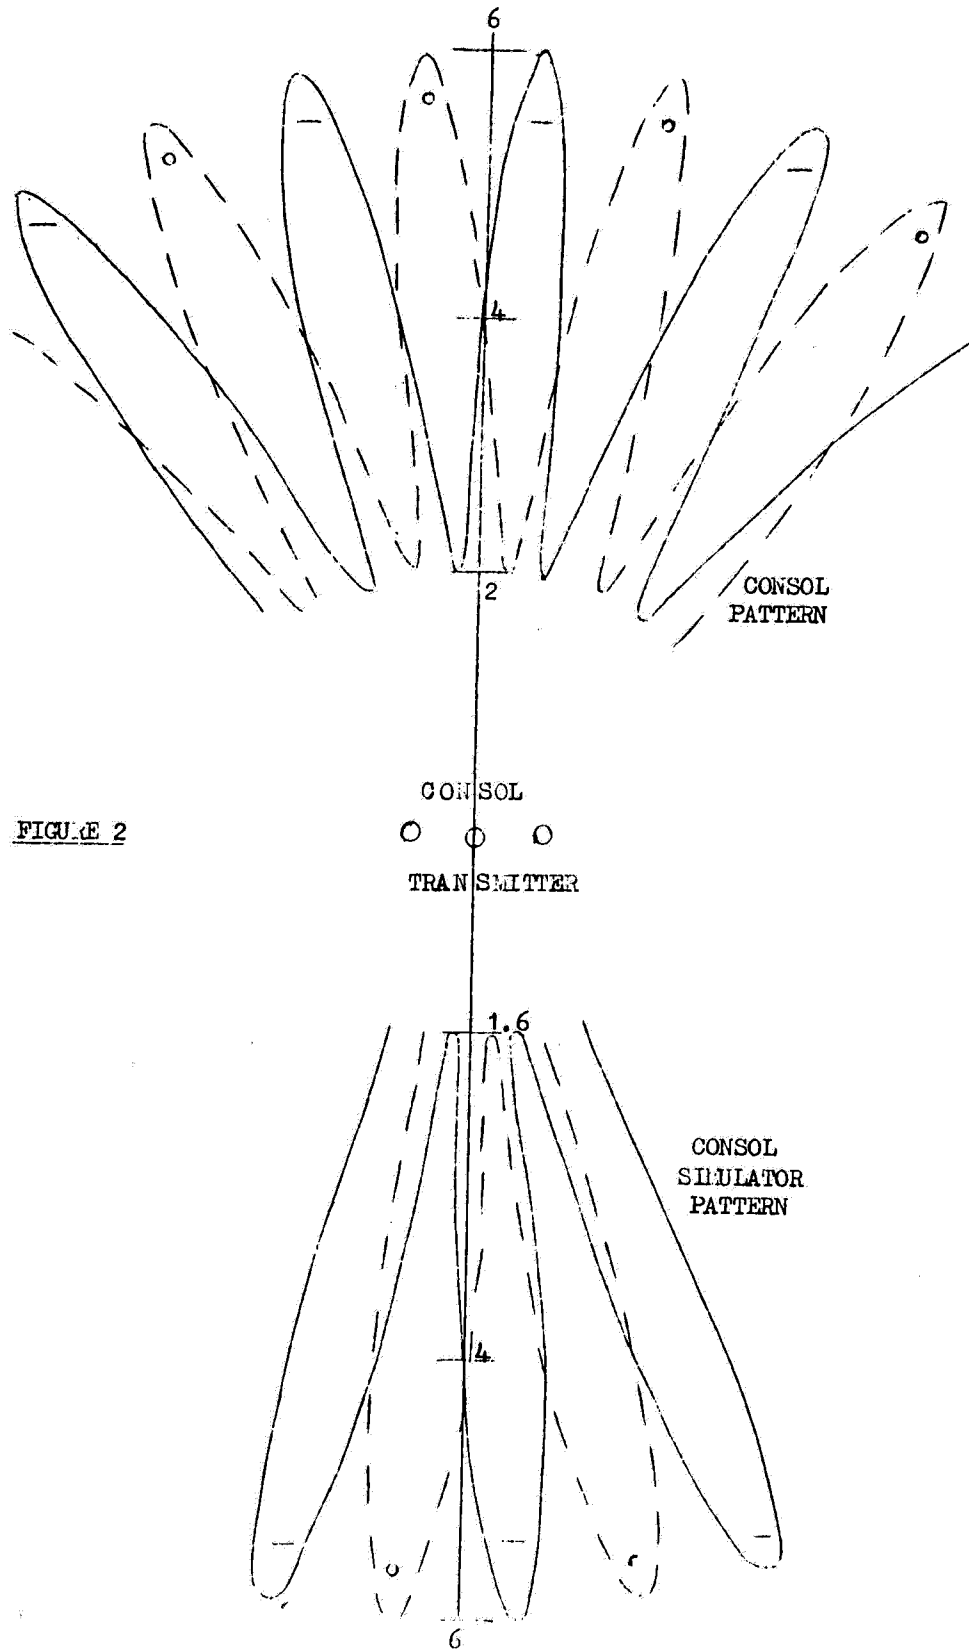 6
4
2
CONSOL
PATTERN
CONSOL
FIGURE 2
TRANSMITTER
1.6
CONSOL
SIMULATOR
PATTERN
4
6